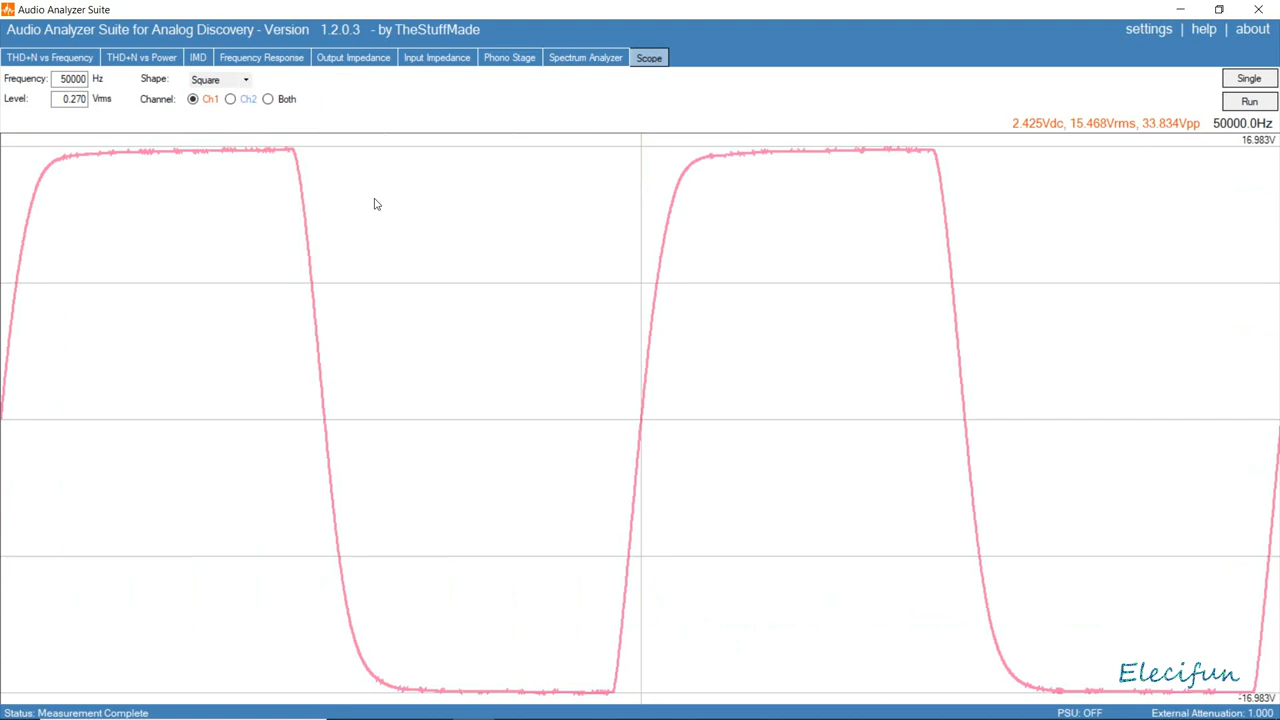 Audio Analyzer Suite
Audio Analyzer Suite for Analog Discovery - Version 1.2.0.3 - by TheStuffMade
settings | help | about
THD+N vs Frequency THD+N vs Power IMD Frequency Response Output Impedance Input Impedance Phono Stage Spectrum Analyzer Scope
Frequency: 50000 Hz Shape: Square Single
Level: 0.270 Vrms Channel: Ch1 Ch2 Both Run
2.425Vdc, 15.468Vrms, 33.834Vpp 50000.0Hz
16.983V
Elecifun
-16.983V
Status: Measurement Complete PSU: OFF External Attenuation: 1.000